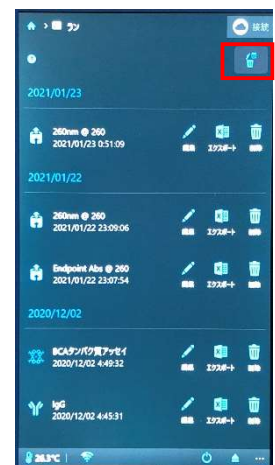 > ラン
接続
2021/01/23
260nm @ 260
2021/01/23 0:51:09
編集 エクスポート 削除
2021/01/22
260nm @ 260
2021/01/22 23:09:06
編集 エクスポート 削除
Endpoint Abs @ 260
2021/01/22 23:07:54
編集 エクスポート 削除
2020/12/02
BCAタンパク質アッセイ
2020/12/02 4:49:32
編集 エクスポート 削除
IgG
2020/12/02 4:45:31
編集 エクスポート 削除
26.3°C